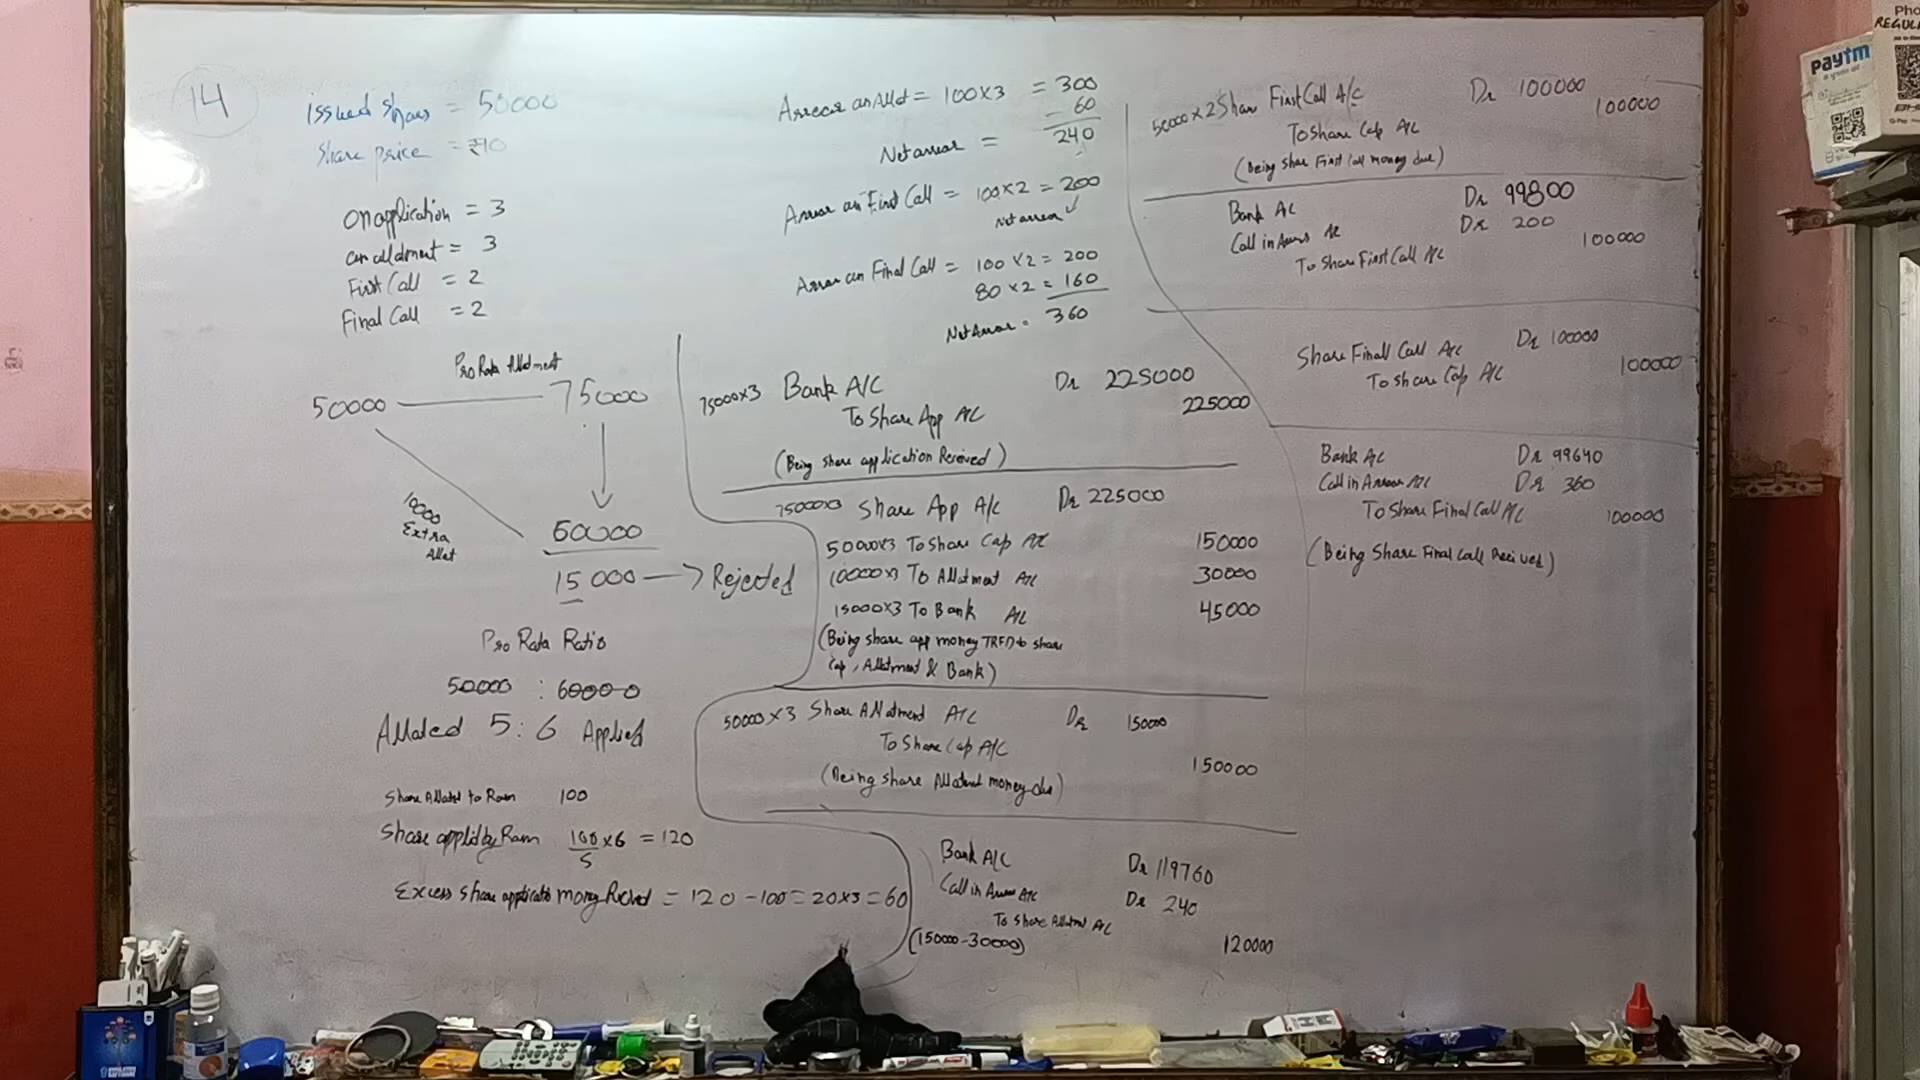 14
Issued Shares = 50000
Share price = ₹10
On application = 3
on alldment = 3
First Call = 2
Final Call = 2
Pro Rata Allotment
50000 75000
10000
Extra
Allot
60000
15000 → Rejected
Pro Rata Ratio
50000 : 60000
Allated 5 : 6 Applied
Share Allated to Ram 100
Share applied by Ram 100/5 × 6 = 120
Excess Share application money Recived = 120 - 100 = 20 × 3 = 60
Arrear on Allot = 100 × 3 = 300
- 60
Net arrear = 240
Arrear on First Call = 100 × 2 = 200
Net arrear
Arrear on Final Call = 100 × 2 = 200
80 × 2 = 160
Net Arrear = 360
75000×3 Bank A/C Dr 225000
To Share App A/C 225000
(Being share application Received)
75000×3 Share App A/C Dr 225000
50000×3 To Share Cap A/C 150000
10000×3 To Allotment A/C 30000
15000×3 To Bank A/C 45000
(Being share app money TRFD to share
Cap, Allotment & Bank)
50000 × 3 Share Allotment A/C Dr 150000
To Share Cap A/C 150000
(Being share Allotment money due)
Bank A/C Dr 119760
Call in Arrear A/C Dr 240
To Share Allotment A/C
(150000-30000) 120000
50000 × 2 Share First Call A/C Dr 100000
To Share Cap A/C 100000
(Being Share First Call money due)
Bank A/C Dr 99800
Call in Arrears A/C Dr 200
To Share First Call A/C 100000
Share Final Call A/C Dr 100000
To Share Cap A/C 100000
Bank A/C Dr 99640
Call in Arrear A/C Dr 360
To Share Final Call A/C 100000
(Being Share Final Call Recived)
Paytm